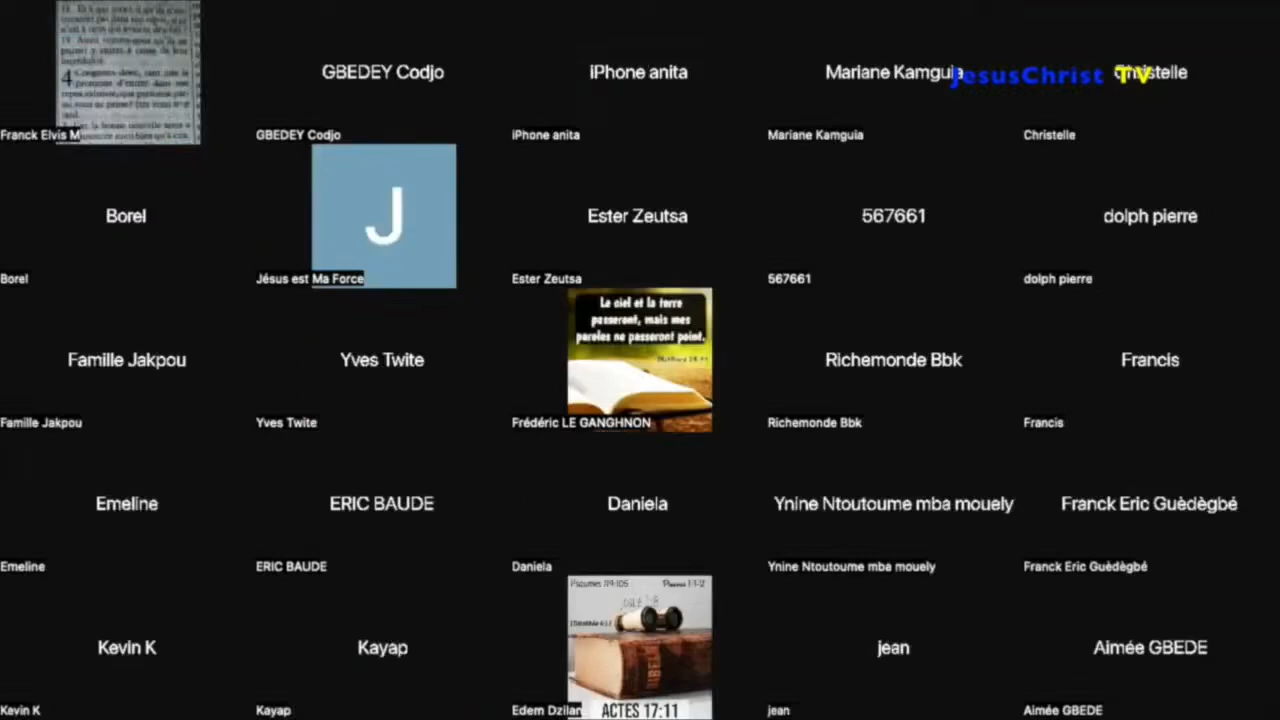 GBEDEY Codjo
iPhone anita
Mariane Kamguia
JesusChrist TV
Christelle
Franck Elvis M
GBEDEY Codjo
iPhone anita
Mariane Kamguia
Christelle
Borel
J
Ester Zeutsa
567661
dolph pierre
Borel
Jésus est Ma Force
Ester Zeutsa
567661
dolph pierre
Le ciel et la terre
passeront, mais mes
paroles ne passeront point.
Famille Jakpou
Yves Twite
Richemonde Bbk
Francis
Famille Jakpou
Yves Twite
Frédéric LE GANGHNON
Richemonde Bbk
Francis
Emeline
ERIC BAUDE
Daniela
Ynine Ntoutoume mba mouely
Franck Eric Guèdègbé
Emeline
ERIC BAUDE
Daniela
Ynine Ntoutoume mba mouely
Franck Eric Guèdègbé
Psaumes 119:105
Kevin K
Kayap
jean
Aimée GBEDE
ACTES 17:11
Kevin K
Kayap
Edem Dzilan
jean
Aimée GBEDE